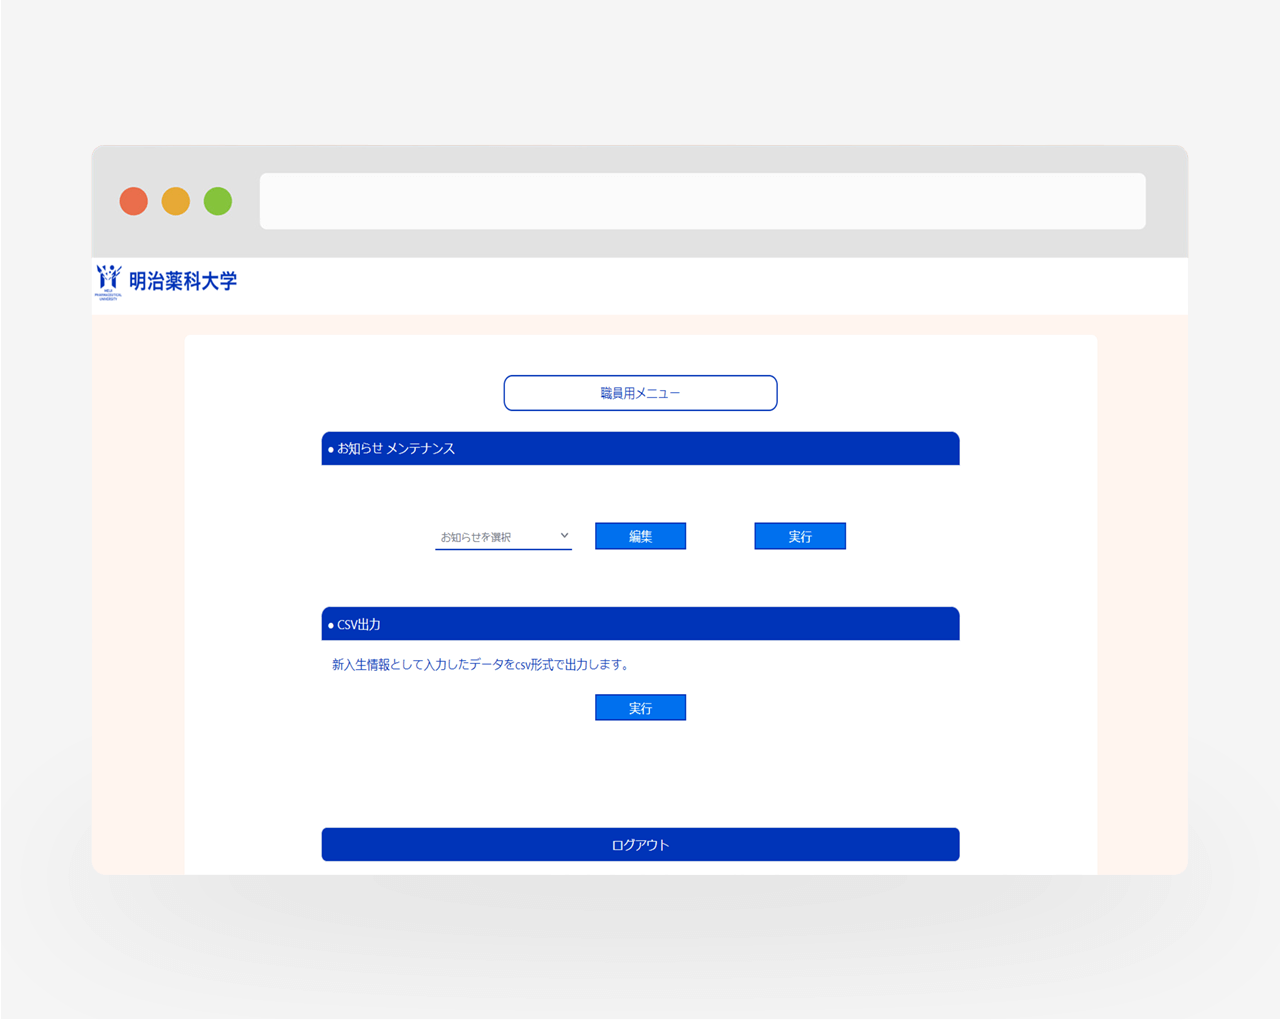 明治薬科大学
MEIJI
PHARMACEUTICAL
UNIVERSITY
職員用メニュー
● お知らせ メンテナンス
お知らせを選択
編集
実行
● CSV出力
新入生情報として入力したデータをcsv形式で出力します。
実行
ログアウト